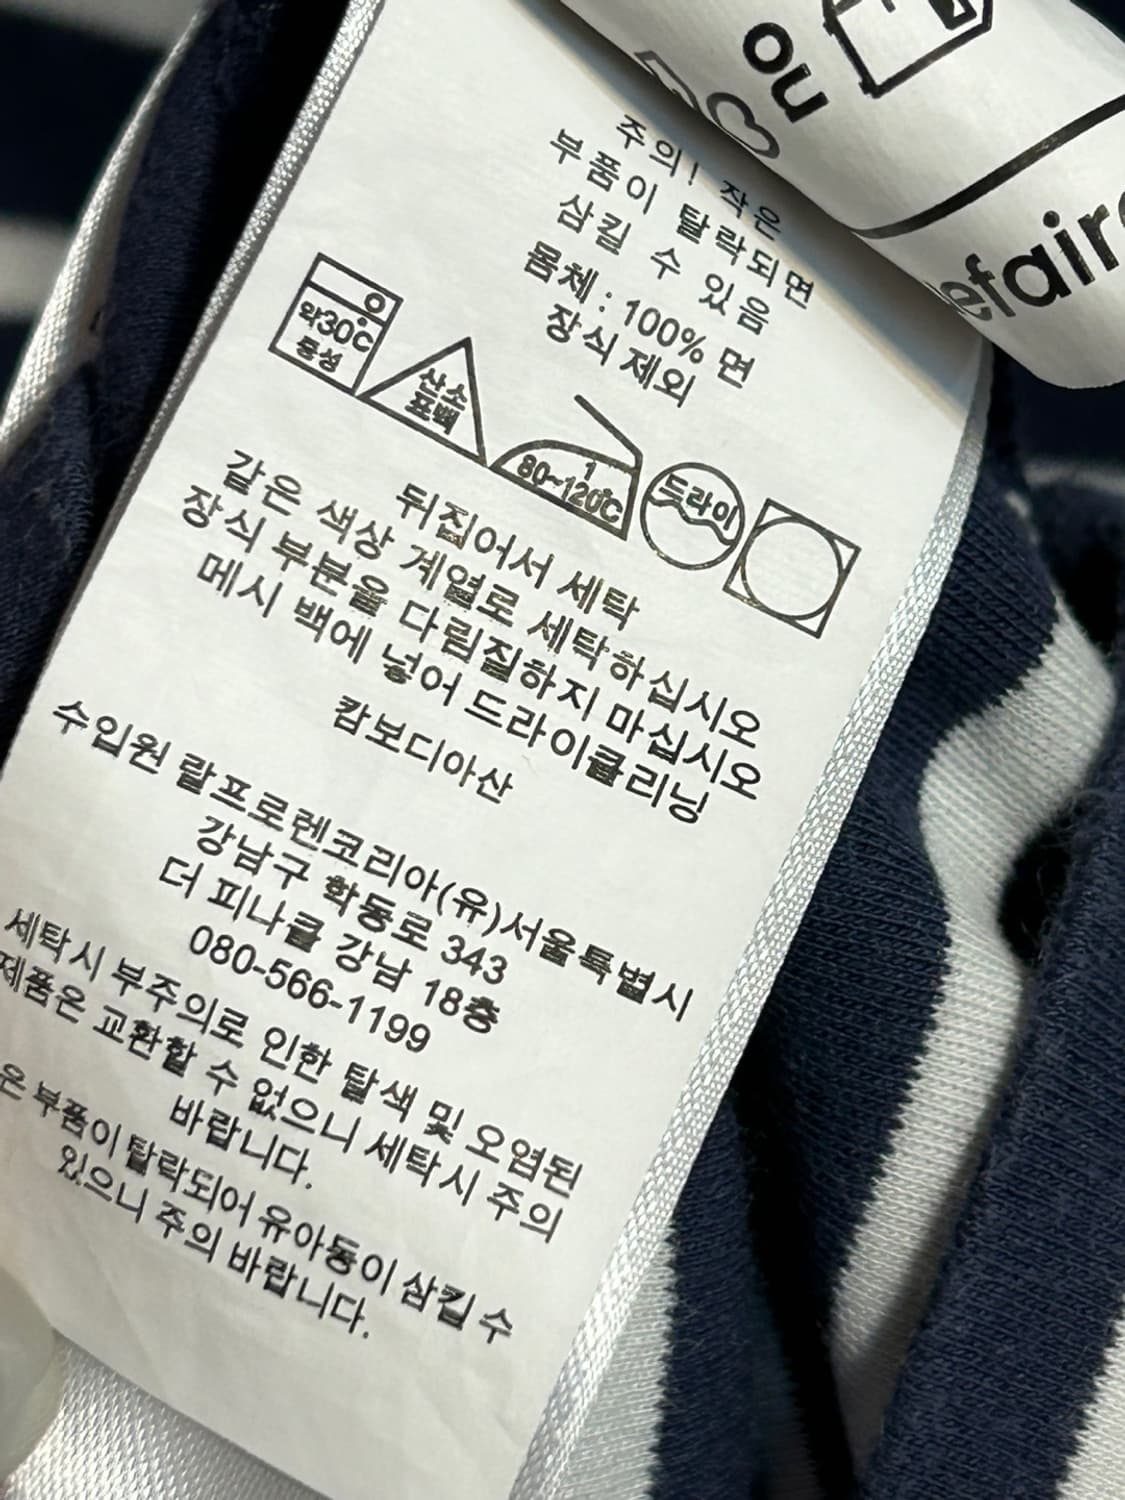 ou
efair
주의! 작은
부품이 탈락되면
삼킬 수 있음
몸체 : 100% 면
장식 제외
약30℃
중성
산소
표백
1
80~120℃
드라이
뒤집어서 세탁
같은 색상 계열로 세탁하십시오
장식 부분을 다림질하지 마십시오
메시 백에 넣어 드라이클리닝
캄보디아산
수입원 랄프로렌코리아(유)서울특별시
강남구 학동로 343
더 피나클 강남 18층
080-566-1199
세탁시 부주의로 인한 탈색 및 오염된
제품은 교환할 수 없으니 세탁시 주의
바랍니다.
은 부품이 탈락되어 유아동이 삼킬 수
있으니 주의 바랍니다.